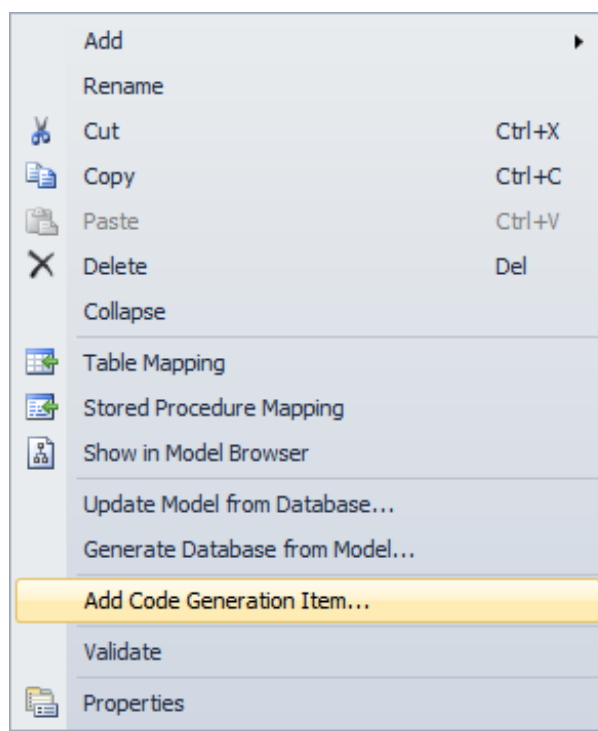 Add
Rename
Cut Ctrl+X
Copy Ctrl+C
Paste Ctrl+V
Delete Del
Collapse
Table Mapping
Stored Procedure Mapping
Show in Model Browser
Update Model from Database...
Generate Database from Model...
Add Code Generation Item...
Validate
Properties